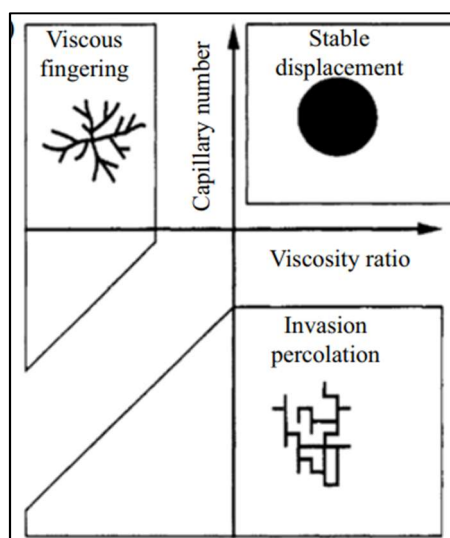 Viscous
fingering
Stable
displacement
Capillary number
Viscosity ratio
Invasion
percolation